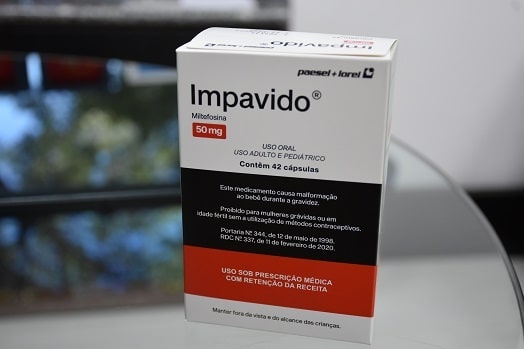 paesel+lorei
Impavido®
paesel+lorei
Impavido®
Miltefosina
50 mg
USO ORAL
USO ADULTO E PEDIÁTRICO
Contém 42 cápsulas
Este medicamento causa malformação
ao bebê durante a gravidez.
Proibido para mulheres grávidas ou em
idade fértil sem a utilização de métodos contraceptivos.
Portaria Nº 344, de 12 de maio de 1998.
RDC Nº 337, de 11 de fevereiro de 2020.
USO SOB PRESCRIÇÃO MÉDICA
COM RETENÇÃO DA RECEITA
Manter fora da vista e do alcance das crianças.